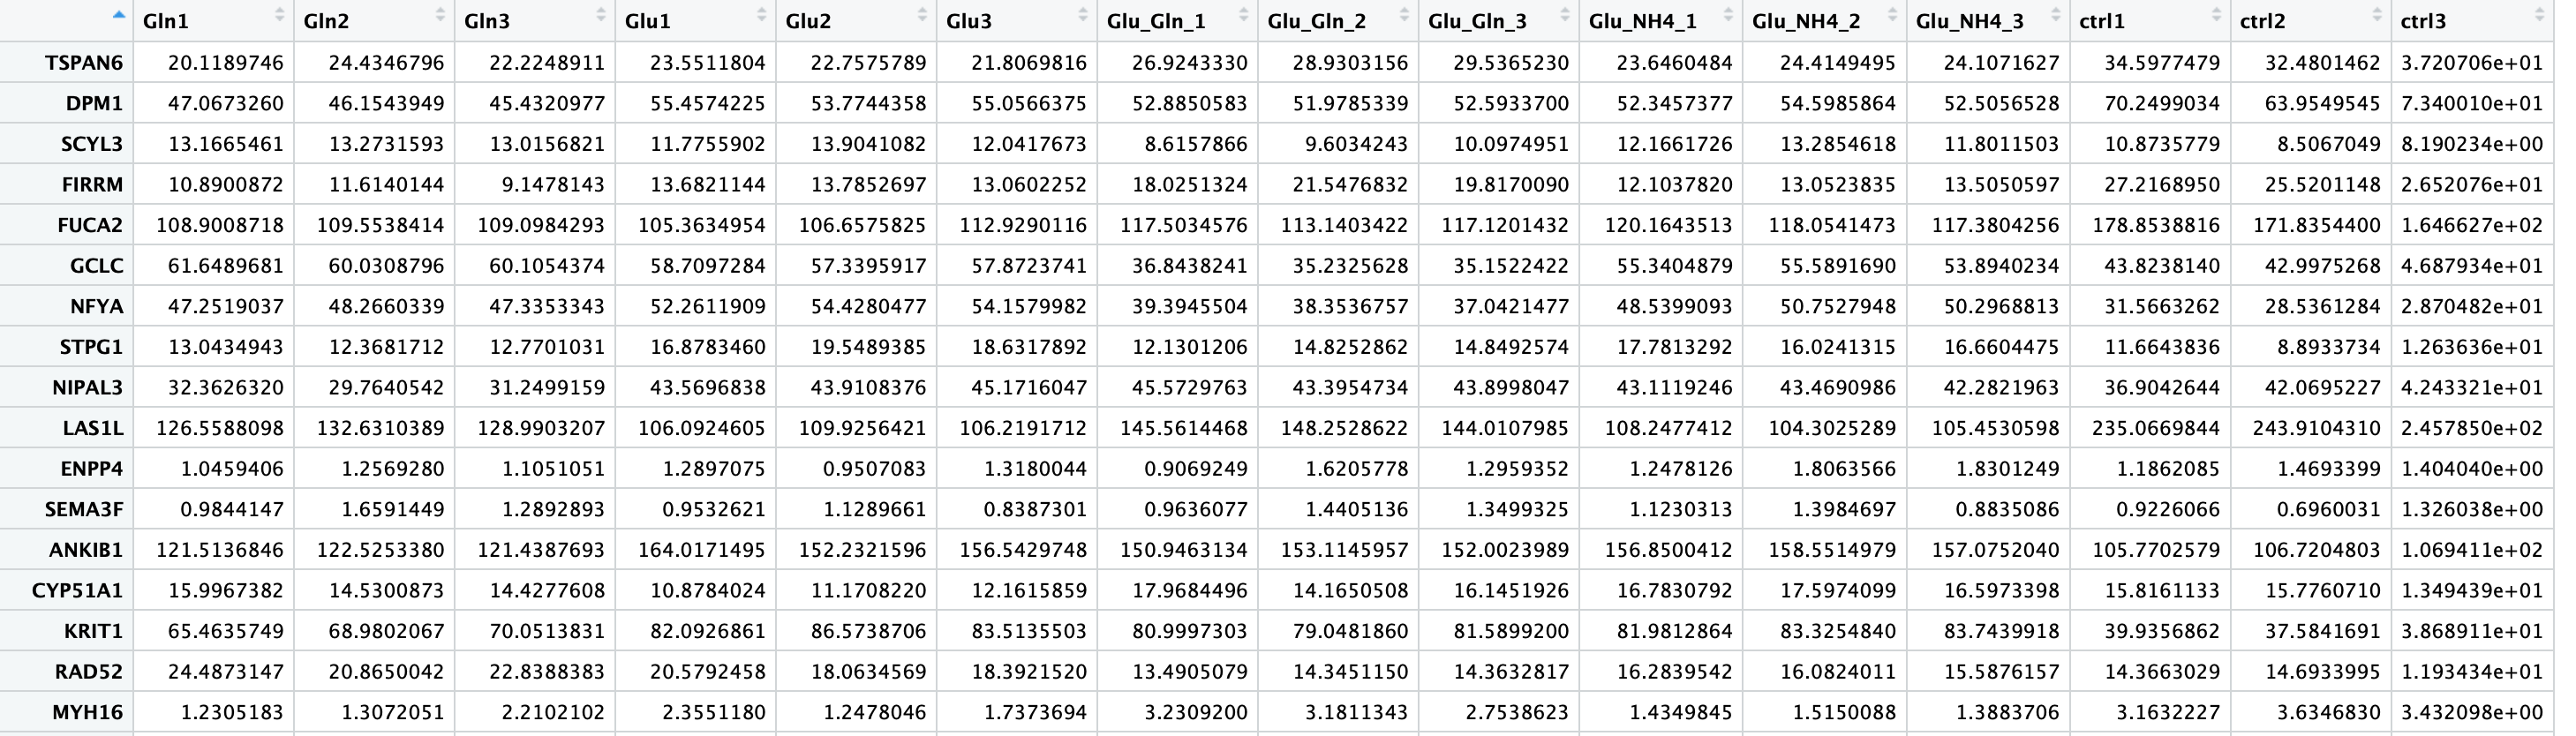 Gln1 Gln2 Gln3 Glu1 Glu2 Glu3 Glu_Gln_1 Glu_Gln_2 Glu_Gln_3 Glu_NH4_1 Glu_NH4_2 Glu_NH4_3 ctrl1 ctrl2 ctrl3
TSPAN6 20.1189746 24.4346796 22.2248911 23.5511804 22.7575789 21.8069816 26.9243330 28.9303156 29.5365230 23.6460484 24.4149495 24.1071627 34.5977479 32.4801462 3.720706e+01
DPM1 47.0673260 46.1543949 45.4320977 55.4574225 53.7744358 55.0566375 52.8850583 51.9785339 52.5933700 52.3457377 54.5985864 52.5056528 70.2499034 63.9549545 7.340010e+01
SCYL3 13.1665461 13.2731593 13.0156821 11.7755902 13.9041082 12.0417673 8.6157866 9.6034243 10.0974951 12.1661726 13.2854618 11.8011503 10.8735779 8.5067049 8.190234e+00
FIRRM 10.8900872 11.6140144 9.1478143 13.6821144 13.7852697 13.0602252 18.0251324 21.5476832 19.8170090 12.1037820 13.0523835 13.5050597 27.2168950 25.5201148 2.652076e+01
FUCA2 108.9008718 109.5538414 109.0984293 105.3634954 106.6575825 112.9290116 117.5034576 113.1403422 117.1201432 120.1643513 118.0541473 117.3804256 178.8538816 171.8354400 1.646627e+02
GCLC 61.6489681 60.0308796 60.1054374 58.7097284 57.3395917 57.8723741 36.8438241 35.2325628 35.1522422 55.3404879 55.5891690 53.8940234 43.8238140 42.9975268 4.687934e+01
NFYA 47.2519037 48.2660339 47.3353343 52.2611909 54.4280477 54.1579982 39.3945504 38.3536757 37.0421477 48.5399093 50.7527948 50.2968813 31.5663262 28.5361284 2.870482e+01
STPG1 13.0434943 12.3681712 12.7701031 16.8783460 19.5489385 18.6317892 12.1301206 14.8252862 14.8492574 17.7813292 16.0241315 16.6604475 11.6643836 8.8933734 1.263636e+01
NIPAL3 32.3626320 29.7640542 31.2499159 43.5696838 43.9108376 45.1716047 45.5729763 43.3954734 43.8998047 43.1119246 43.4690986 42.2821963 36.9042644 42.0695227 4.243321e+01
LAS1L 126.5588098 132.6310389 128.9903207 106.0924605 109.9256421 106.2191712 145.5614468 148.2528622 144.0107985 108.2477412 104.3025289 105.4530598 235.0669844 243.9104310 2.457850e+02
ENPP4 1.0459406 1.2569280 1.1051051 1.2897075 0.9507083 1.3180044 0.9069249 1.6205778 1.2959352 1.2478126 1.8063566 1.8301249 1.1862085 1.4693399 1.404040e+00
SEMA3F 0.9844147 1.6591449 1.2892893 0.9532621 1.1289661 0.8387301 0.9636077 1.4405136 1.3499325 1.1230313 1.3984697 0.8835086 0.9226066 0.6960031 1.326038e+00
ANKIB1 121.5136846 122.5253380 121.4387693 164.0171495 152.2321596 156.5429748 150.9463134 153.1145957 152.0023989 156.8500412 158.5514979 157.0752040 105.7702579 106.7204803 1.069411e+02
CYP51A1 15.9967382 14.5300873 14.4277608 10.8784024 11.1708220 12.1615859 17.9684496 14.1650508 16.1451926 16.7830792 17.5974099 16.5973398 15.8161133 15.7760710 1.349439e+01
KRIT1 65.4635749 68.9802067 70.0513831 82.0926861 86.5738706 83.5135503 80.9997303 79.0481860 81.5899200 81.9812864 83.3254840 83.7439918 39.9356862 37.5841691 3.868911e+01
RAD52 24.4873147 20.8650042 22.8388383 20.5792458 18.0634569 18.3921520 13.4905079 14.3451150 14.3632817 16.2839542 16.0824011 15.5876157 14.3663029 14.6933995 1.193434e+01
MYH16 1.2305183 1.3072051 2.2102102 2.3551180 1.2478046 1.7373694 3.2309200 3.1811343 2.7538623 1.4349845 1.5150088 1.3883706 3.1632227 3.6346830 3.432098e+00